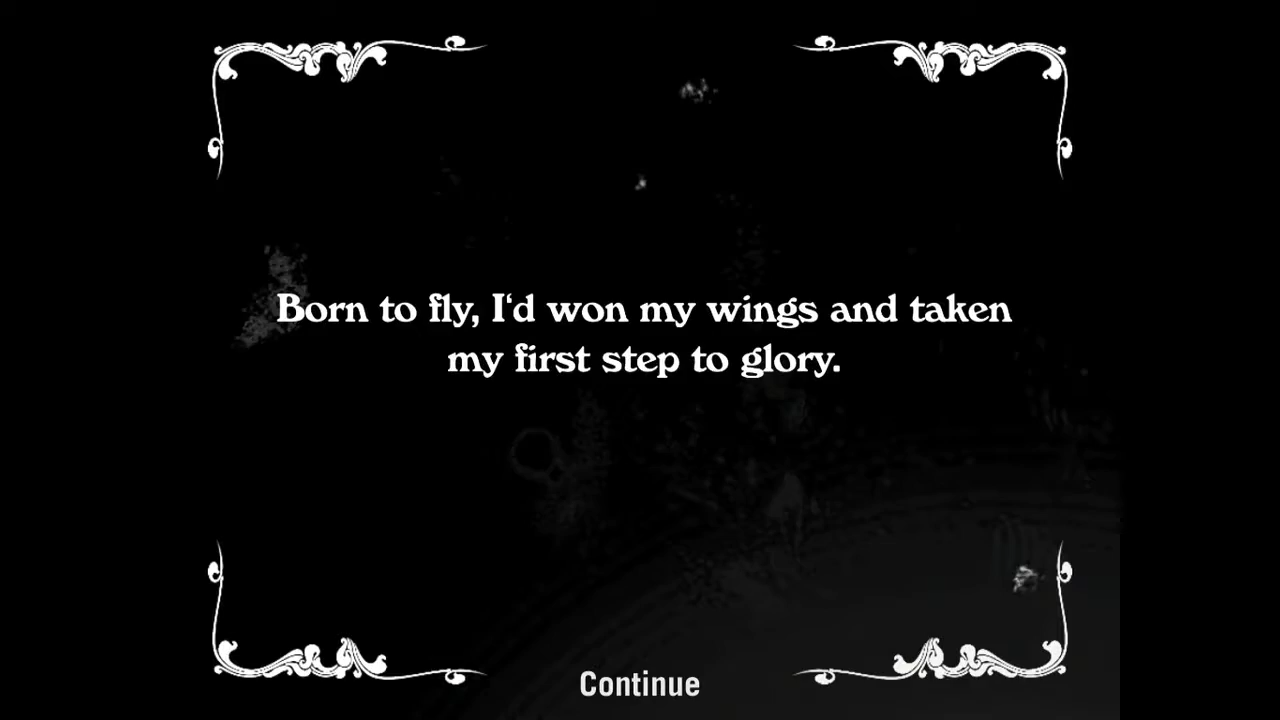 Born to fly, I‘d won my wings and taken
my first step to glory.
Continue